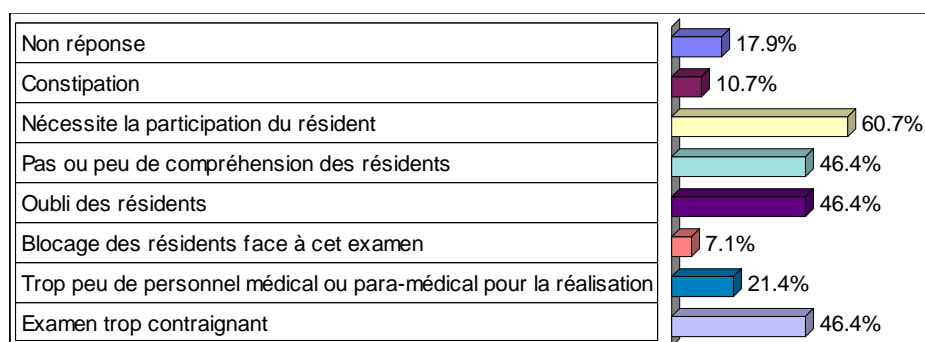 Non réponse 17.9%
Constipation 10.7%
Nécessite la participation du résident 60.7%
Pas ou peu de compréhension des résidents 46.4%
Oubli des résidents 46.4%
Blocage des résidents face à cet examen 7.1%
Trop peu de personnel médical ou para-médical pour la réalisation 21.4%
Examen trop contraignant 46.4%